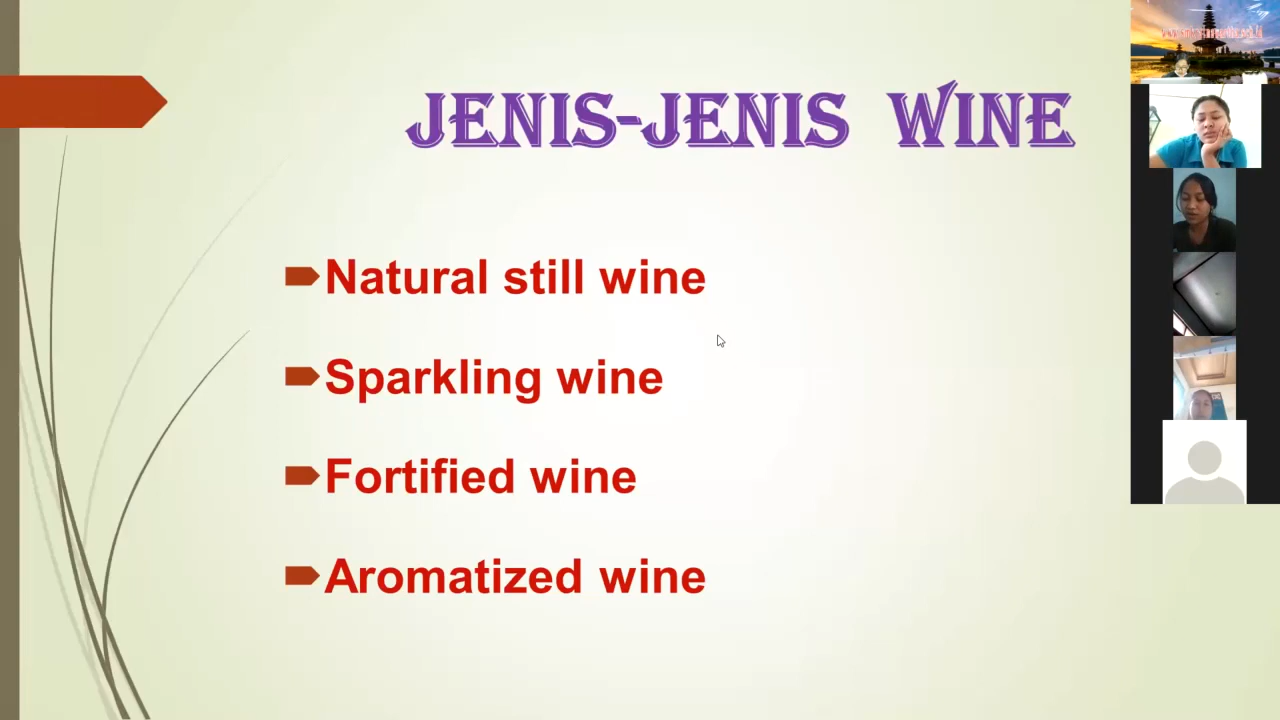 JENIS-JENIS WINE
Natural still wine
Sparkling wine
Fortified wine
Aromatized wine